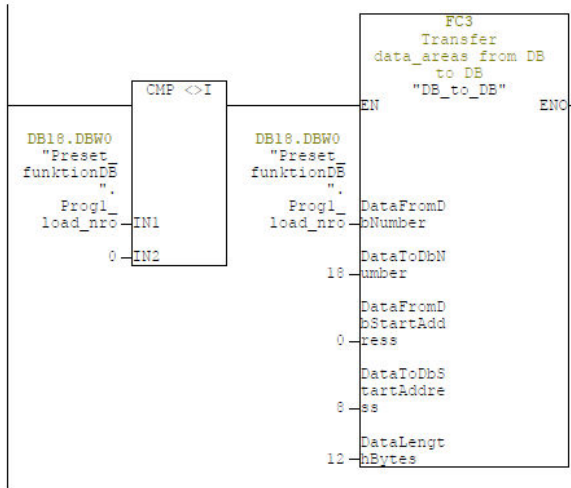 FC3
Transfer
data_areas from DB
to DB
"DB_to_DB"
CMP <>I
EN
ENO
DB18.DBW0
"Preset_
funktionDB
".
Prog1_
load_nro
IN1
0
IN2
DB18.DBW0
"Preset_
funktionDB
".
Prog1_
load_nro
DataFromD
bNumber
DataToDbN
18
umber
DataFromD
bStartAdd
0
ress
DataToDbS
tartAddre
8
ss
DataLengt
12
hBytes